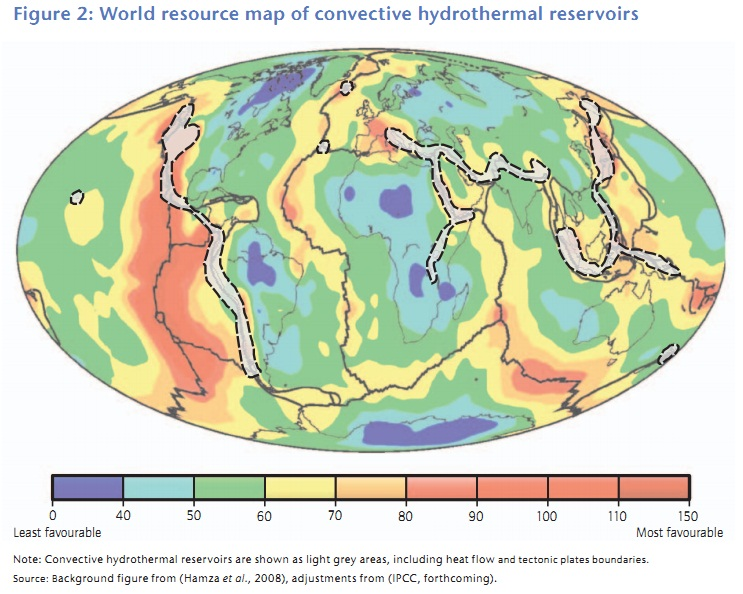 Figure 2: World resource map of convective hydrothermal reservoirs
0 40 50 60 70 80 90 100 110 150
Least favourable Most favourable
Note: Convective hydrothermal reservoirs are shown as light grey areas, including heat flow and tectonic plates boundaries.
Source: Background figure from (Hamza et al., 2008), adjustments from (IPCC, forthcoming).